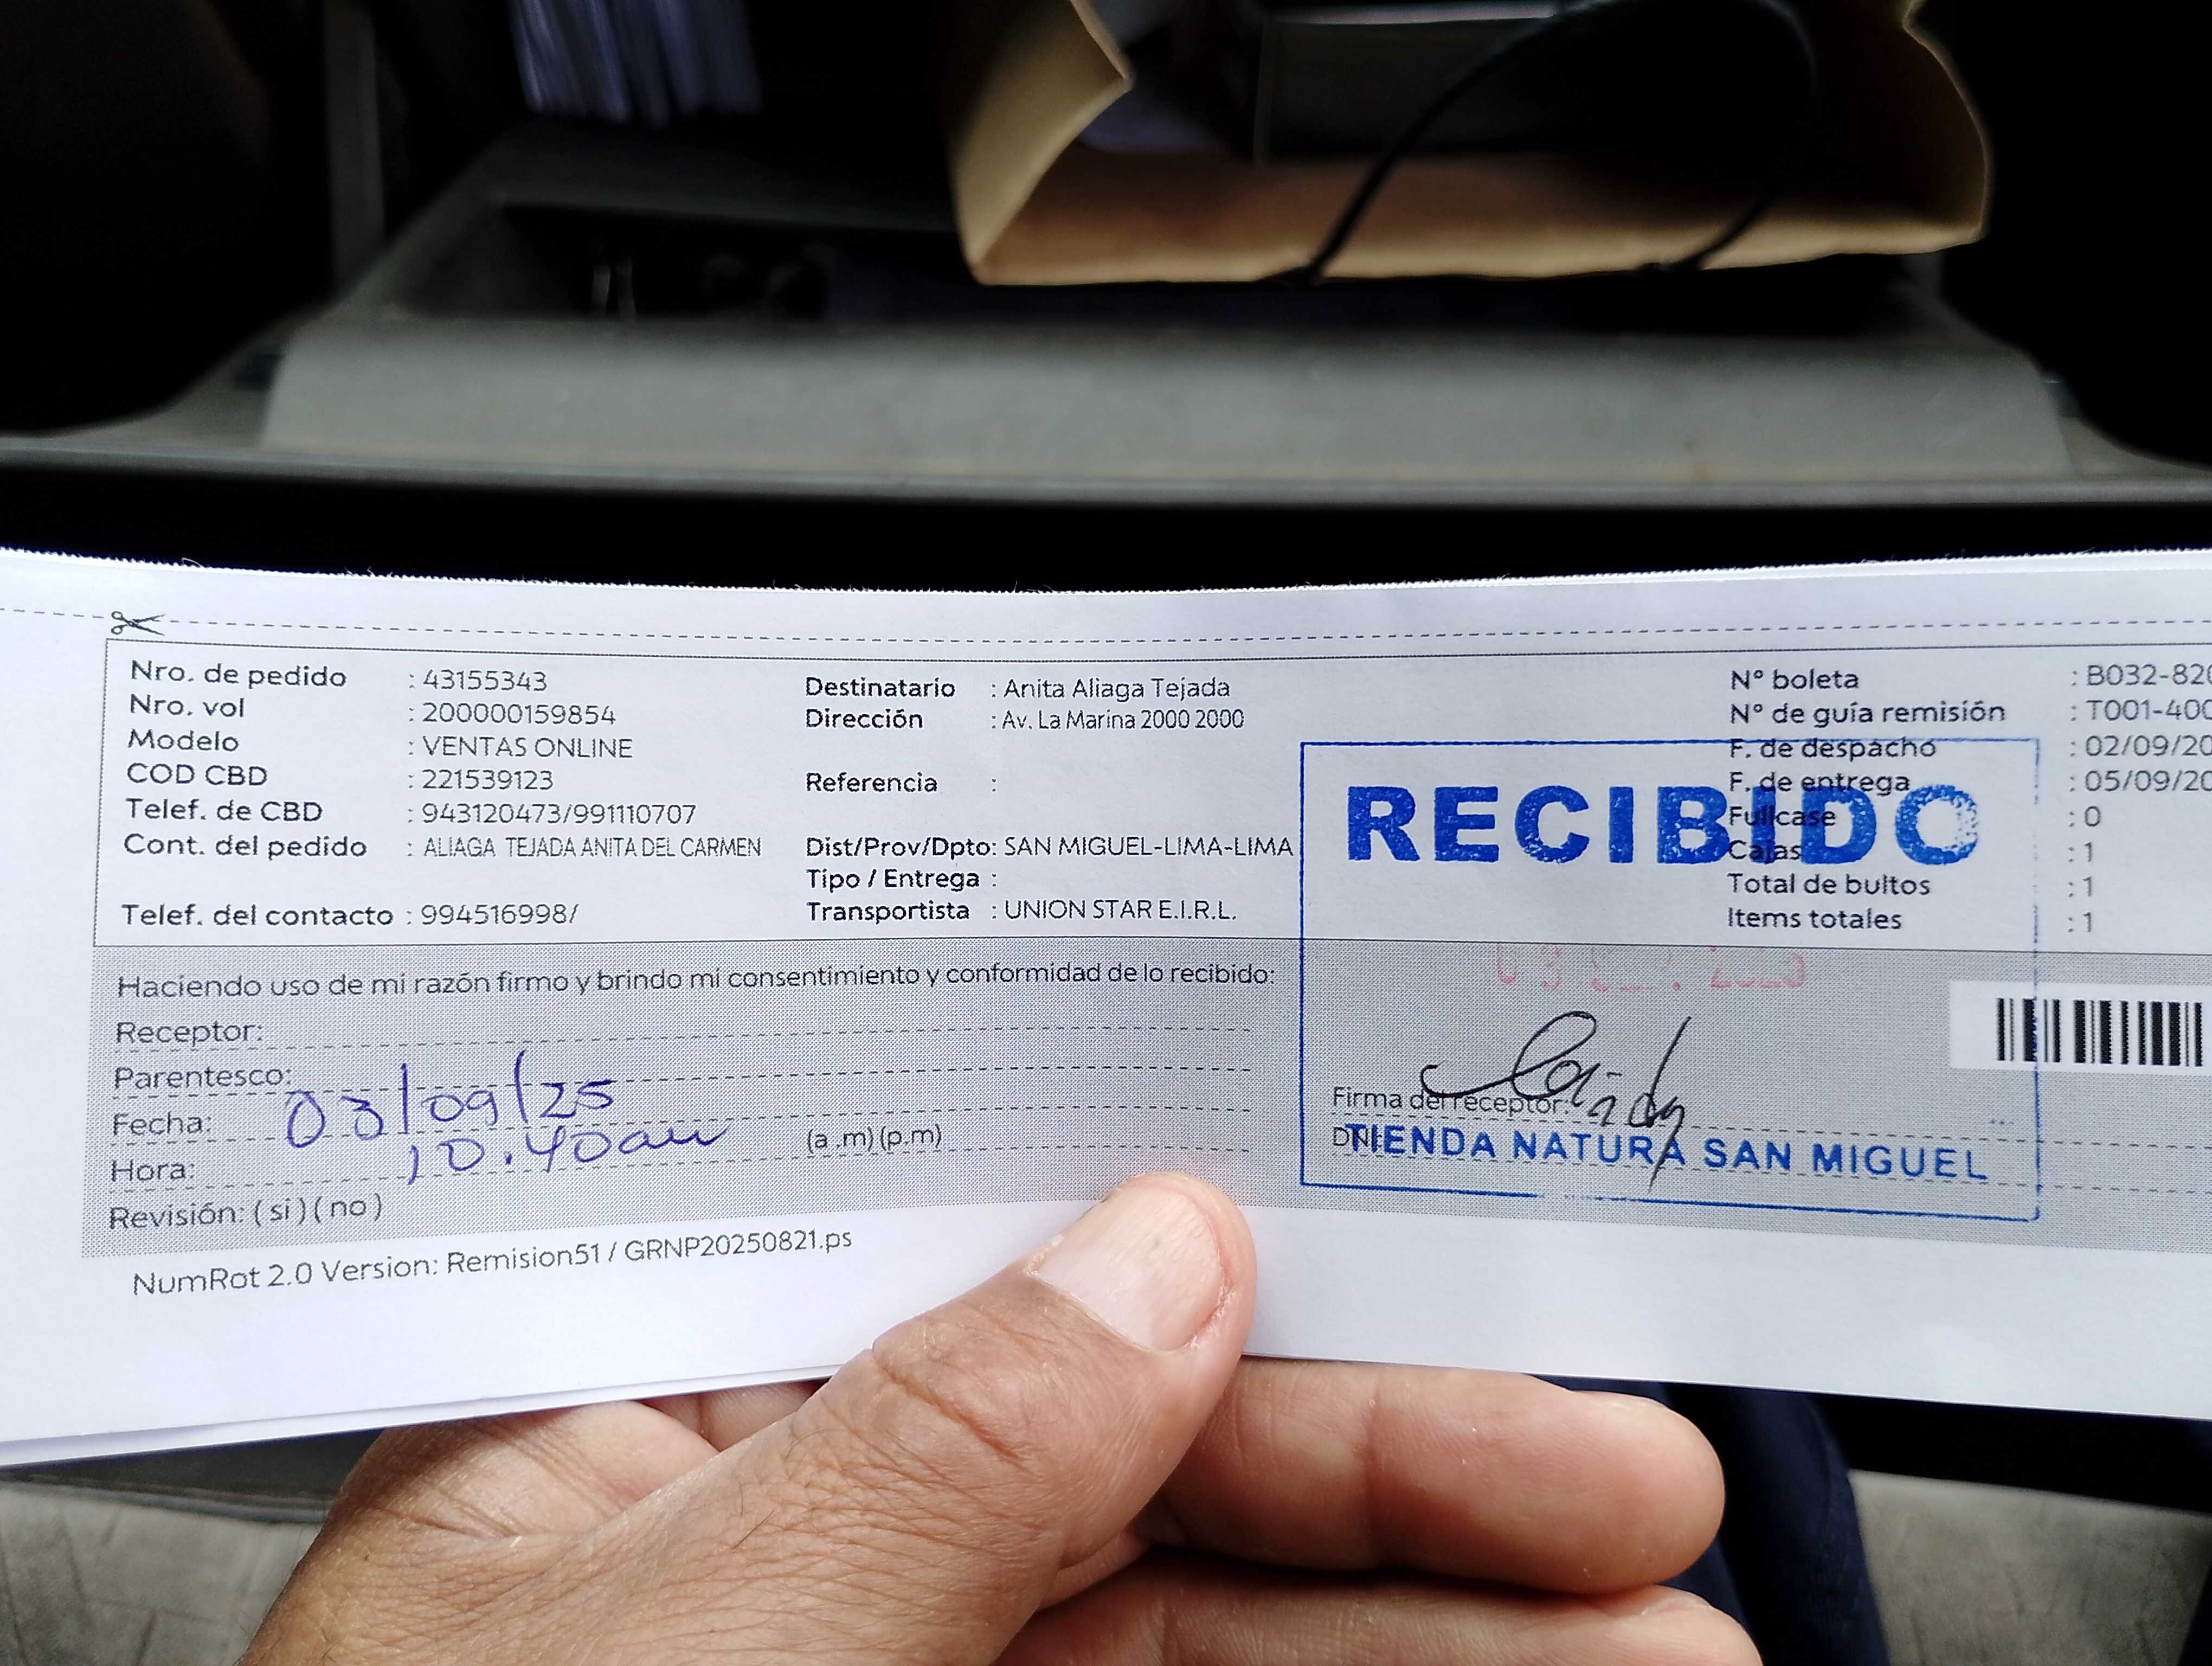 Nro. de pedido : 43155343
Nro. vol : 200000159854
Modelo : VENTAS ONLINE
COD CBD : 221539123
Telef. de CBD : 943120473/991110707
Cont. del pedido : ALIAGA TEJADA ANITA DEL CARMEN
Telef. del contacto : 994516998/
Destinatario : Anita Aliaga Tejada
Dirección : Av. La Marina 2000 2000
Referencia :
Dist/Prov/Dpto: SAN MIGUEL-LIMA-LIMA
Tipo / Entrega :
Transportista : UNION STAR E.I.R.L.
N° boleta : B032-820
N° de guía remisión : T001-400
F. de despacho : 02/09/20
F. de entrega : 05/09/20
Fullcase : 0
Cajas : 1
Total de bultos : 1
Items totales : 1
RECIBIDO
Haciendo uso de mi razón firmo y brindo mi consentimiento y conformidad de lo recibido:
Receptor:
Parentesco:
Fecha: 03/09/25
Hora: 10.40am (a .m) (p.m)
Revisión: ( si ) ( no )
Firma del receptor:
DNI:
TIENDA NATURA SAN MIGUEL
NumRot 2.0 Version: Remision51 / GRNP20250821.ps